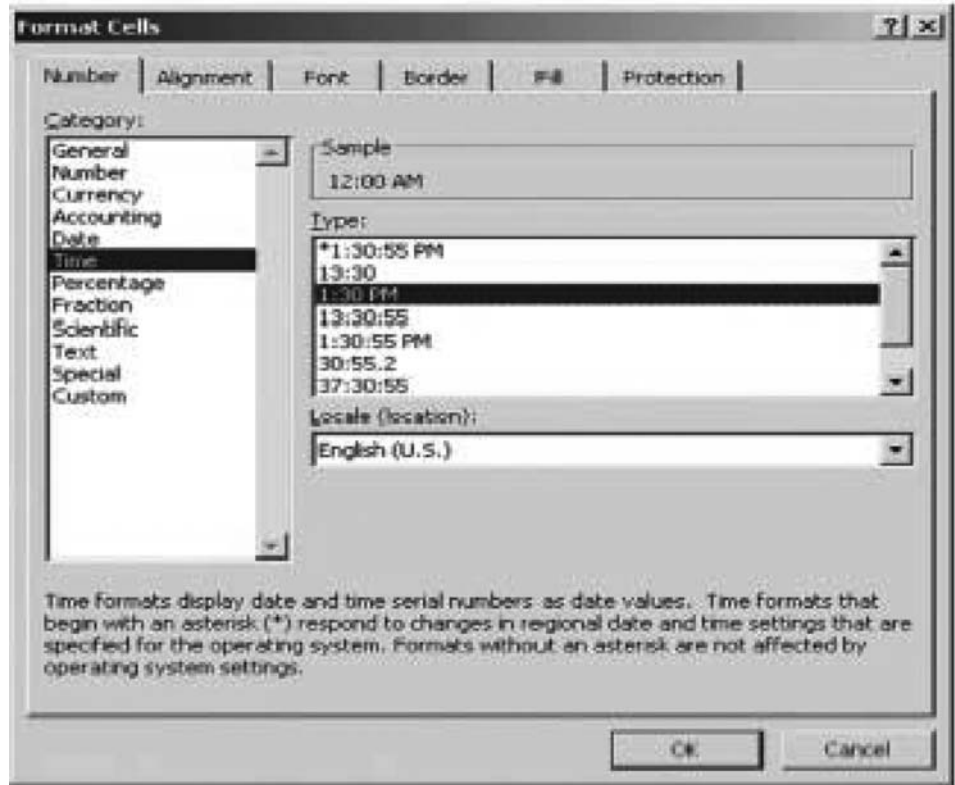 Format Cells
Number Alignment Font Border Fill Protection
Category:
General
Number
Currency
Accounting
Date
Time
Percentage
Fraction
Scientific
Text
Special
Custom
Sample
12:00 AM
Type:
*1:30:55 PM
13:30
1:30 PM
13:30:55
1:30:55 PM
30:55.2
37:30:55
Locale (location):
English (U.S.)
Time formats display date and time serial numbers as date values. Time formats that
begin with an asterisk (*) respond to changes in regional date and time settings that are
specified for the operating system. Formats without an asterisk are not affected by
operating system settings.
OK Cancel